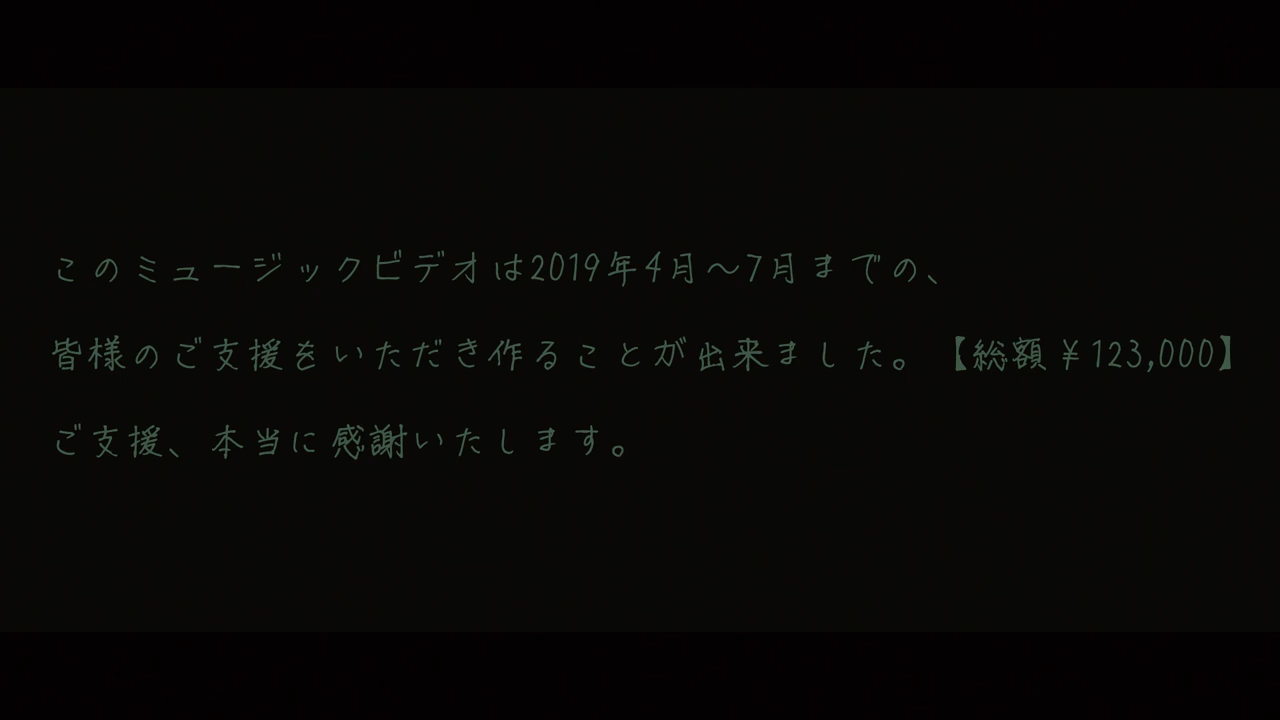 このミュージックビデオは2019年4月～7月までの、
皆様のご支援をいただき作ることが出来ました。【総額￥123,000】
ご支援、本当に感謝いたします。